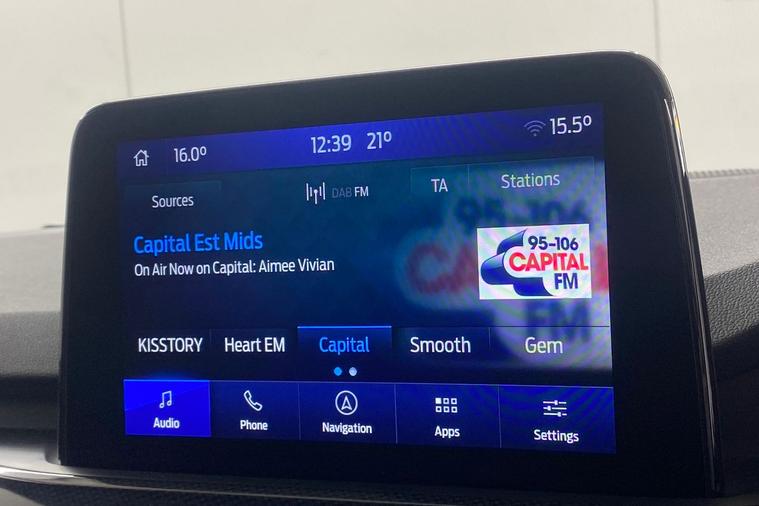 16.0° 12:39 21° 15.5°
Sources DAB FM TA Stations
Capital Est Mids
On Air Now on Capital: Aimee Vivian
95-106
CAPITAL
FM
KISSTORY Heart EM Capital Smooth Gem
Audio Phone Navigation Apps Settings